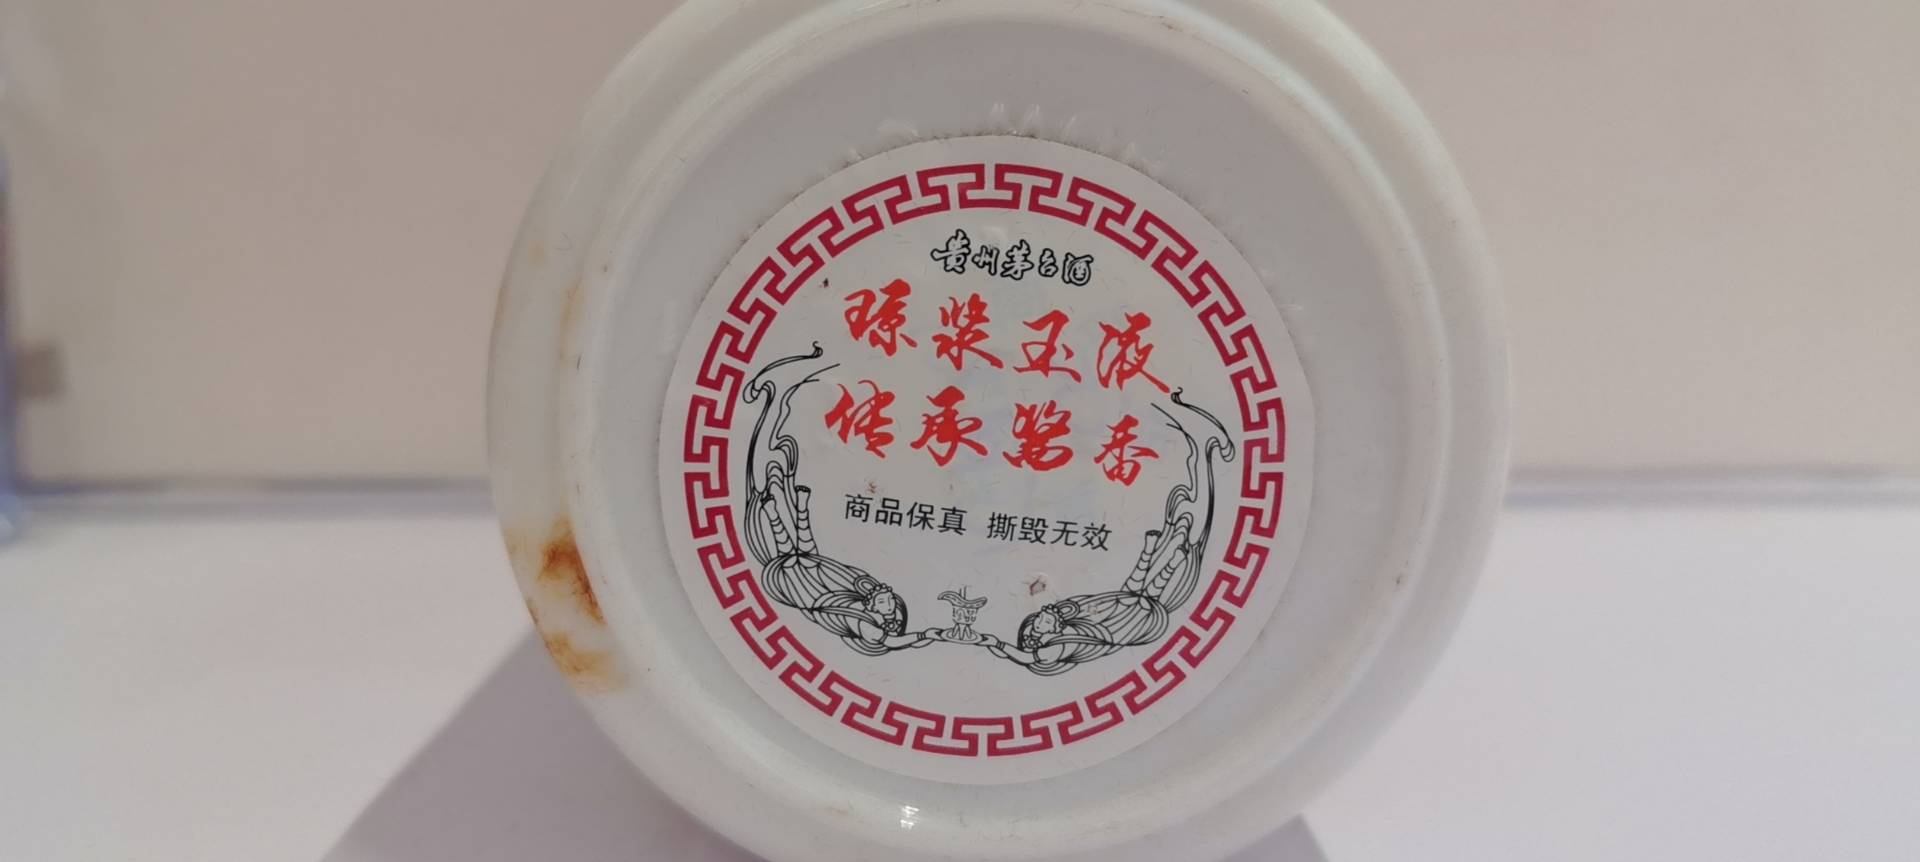 贵州茅台酒
琼浆玉液
传承酱香
商品保真 撕毁无效